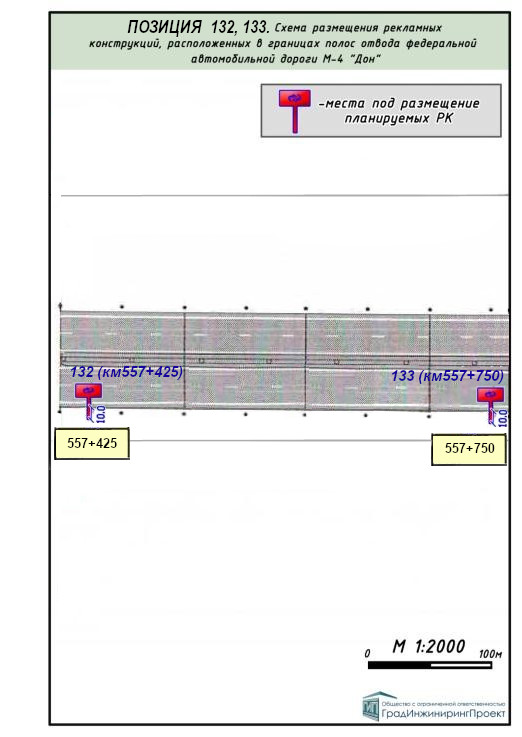 ПОЗИЦИЯ 132, 133. Схема размещения рекламных
конструкций, расположенных в границах полос отвода федеральной
автомобильной дороги М-4 "Дон"
-места под размещение
планируемых РК
132 (км557+425)
133 (км557+750)
10.0
10.0
557+425
557+750
М 1:2000
0
100м
Общество с ограниченной ответственностью
ГрадИнжинирингПроект